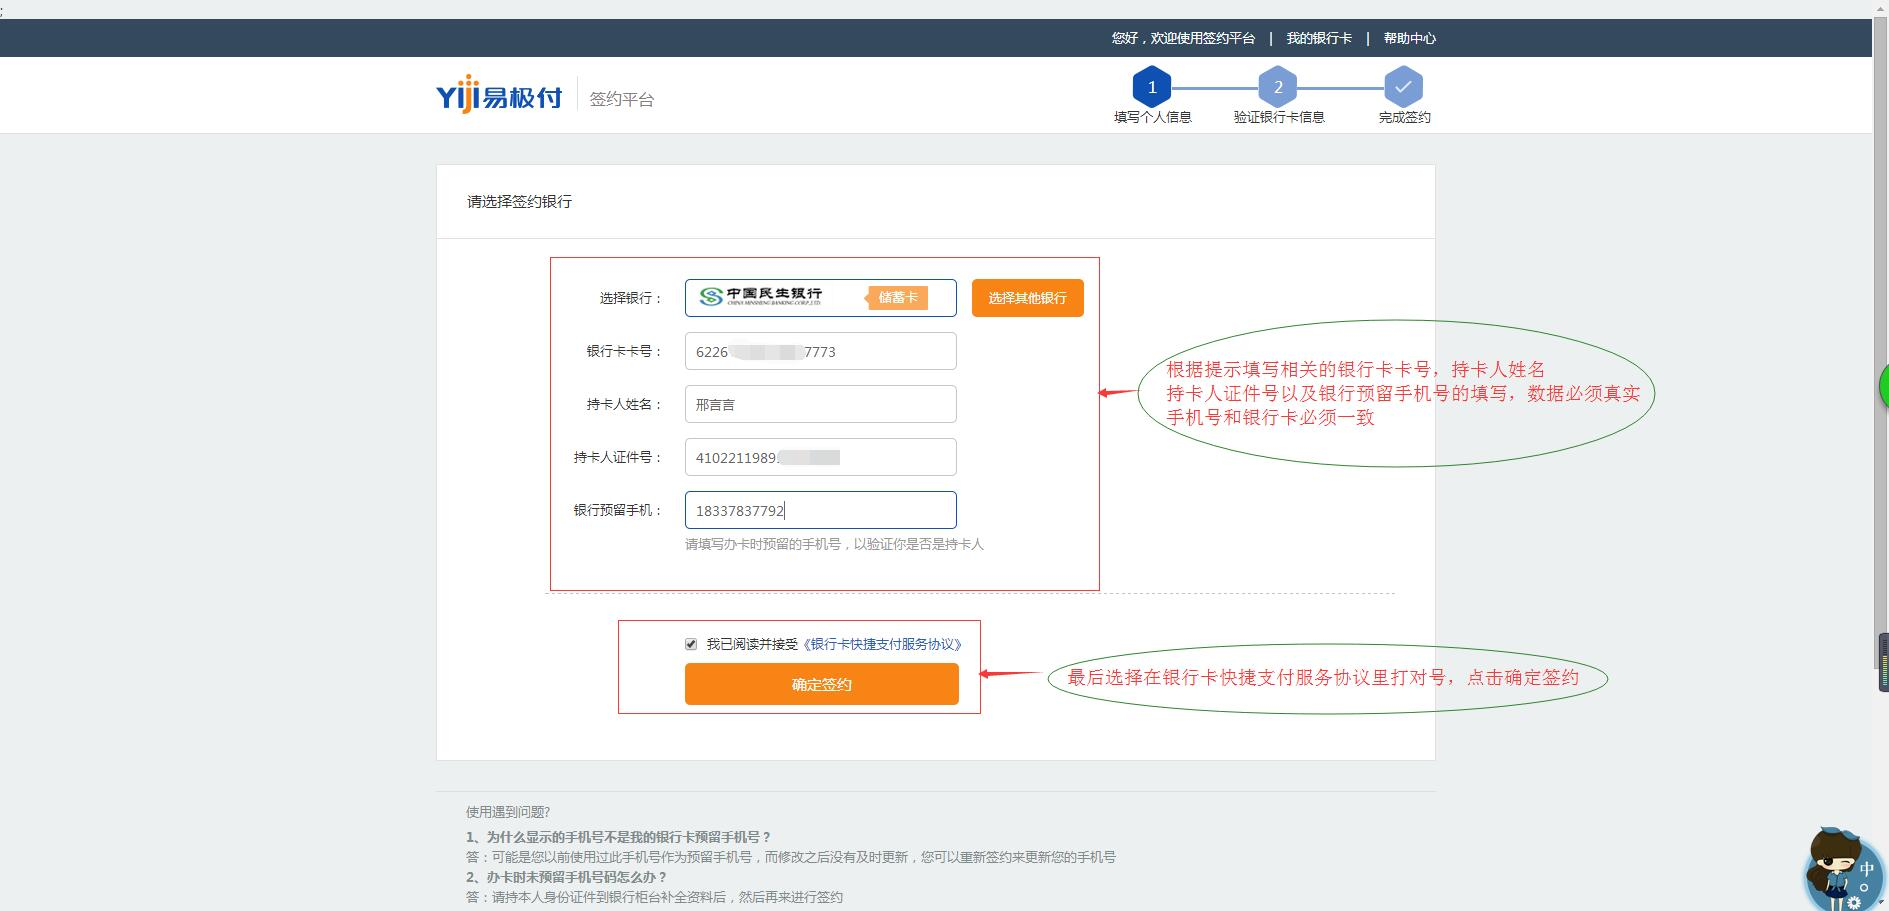 ;
您好，欢迎使用签约平台 | 我的银行卡 | 帮助中心
Yiji易极付 签约平台
1 2
填写个人信息 验证银行卡信息 完成签约
请选择签约银行
选择银行： 中国民生银行 储蓄卡 选择其他银行
CHINA MINSHENG BANKING CORP.,LTD.
银行卡卡号： 6226 7773
持卡人姓名： 邢言言
持卡人证件号： 4102211989
银行预留手机： 18337837792
请填写办卡时预留的手机号，以验证你是否是持卡人
根据提示填写相关的银行卡卡号，持卡人姓名
持卡人证件号以及银行预留手机号的填写，数据必须真实
手机号和银行卡必须一致
我已阅读并接受《银行卡快捷支付服务协议》
确定签约
最后选择在银行卡快捷支付服务协议里打对号，点击确定签约
使用遇到问题?
1、为什么显示的手机号不是我的银行卡预留手机号？
答：可能是您以前使用过此手机号作为预留手机号，而修改之后没有及时更新，您可以重新签约来更新您的手机号
2、办卡时未预留手机号码怎么办？
答：请持本人身份证件到银行柜台补全资料后，然后再来进行签约
中